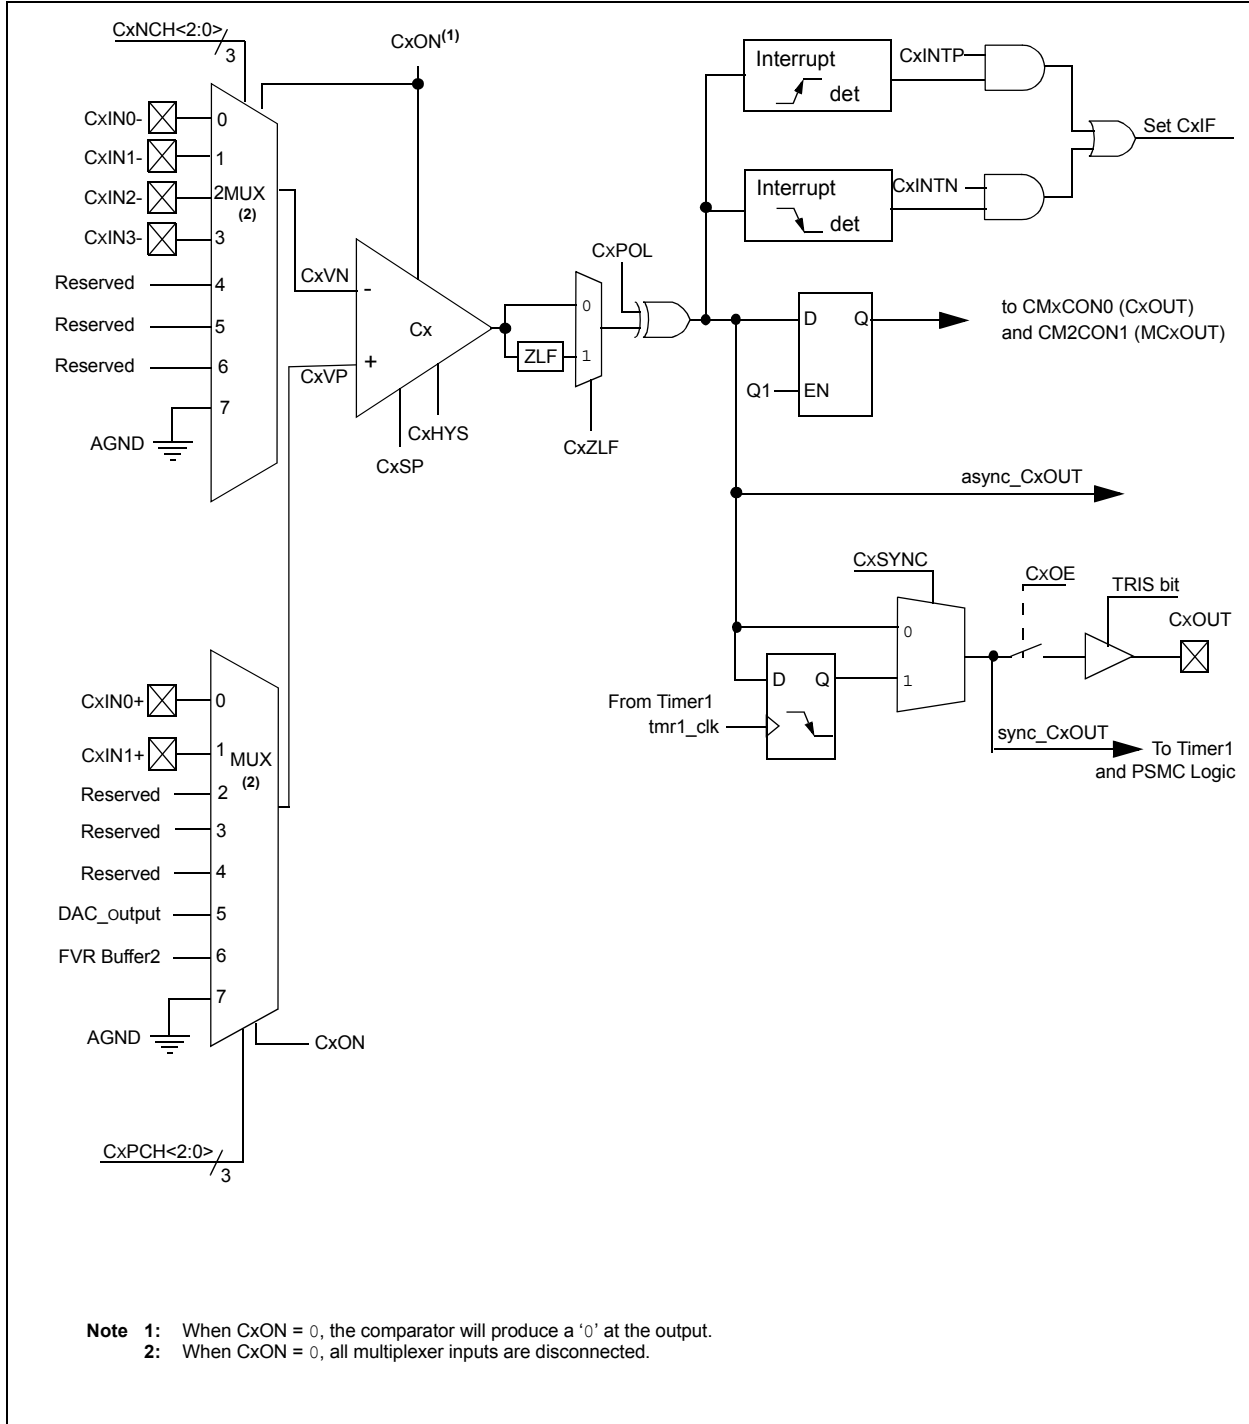 CxNCH<2:0>
3
CxON(1)
CxIN0-
0
CxIN1-
1
CxIN2-
2
MUX
(2)
CxIN3-
3
Reserved
4
Reserved
5
Reserved
6
7
AGND
CxVN
-
Cx
+
CxVP
CxHYS
CxSP
ZLF
0
1
CxZLF
CxPOL
Interrupt
det
CxINTP
Interrupt
det
CxINTN
Set CxIF
D Q
Q1
EN
to CMxCON0 (CxOUT)
and CM2CON1 (MCxOUT)
async_CxOUT
CxSYNC
0
1
CxOE
TRIS bit
CxOUT
D Q
From Timer1
tmr1_clk
sync_CxOUT
To Timer1
and PSMC Logic
CxIN0+
0
CxIN1+
1
MUX
(2)
Reserved
2
Reserved
3
Reserved
4
DAC_output
5
FVR Buffer2
6
7
AGND
CxON
CxPCH<2:0>
3
Note 1: When CxON = 0, the comparator will produce a ‘0’ at the output.
2: When CxON = 0, all multiplexer inputs are disconnected.